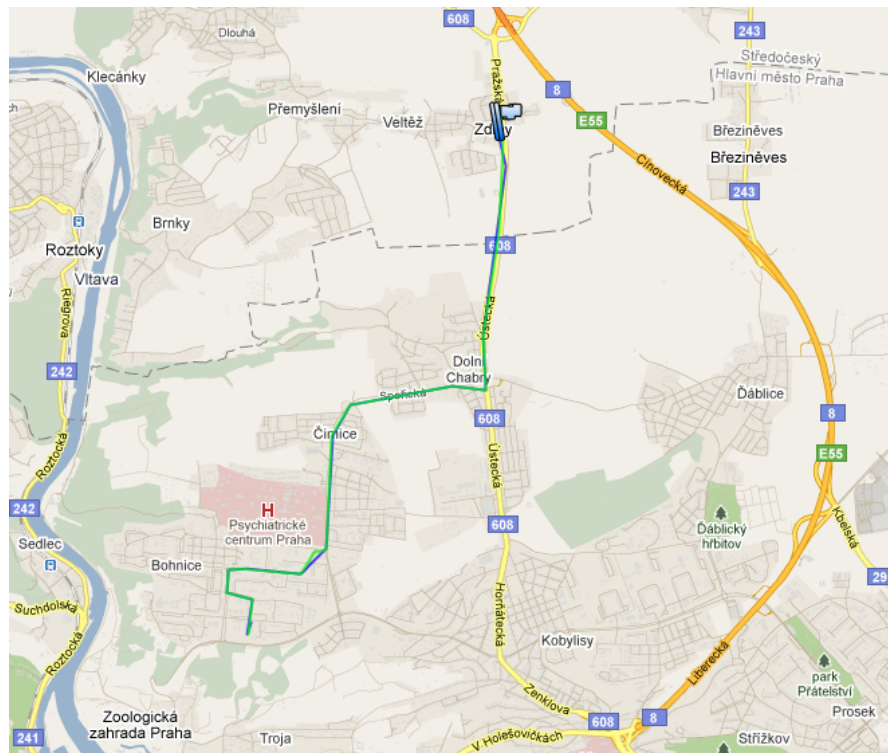 608
Dlouhá
243
Klecánky
Pražská
Středočeský
Hlavní město Praha
8
Přemyšlení
Veltěž
Zdiby
E55
Březiněves
Březiněves
Cínovecká
243
Brnky
Roztoky
608
Vltava
Riegrova
Ústecká
242
Dolní
Chabry
Spořická
Ďáblice
8
608
Čimice
Ústecká
E55
Roztocká
H
242
Psychiatrické
centrum Praha
608
Ďáblický
hřbitov
Kbelská
Sedlec
Bohnice
29
Suchdolská
Horňátecká
Kobylisy
Roztocká
Liberecká
park
Přátelství
Zenklova
Prosek
Zoologická
zahrada Praha
608
8
241
Troja
V Holešovičkách
Střížkov